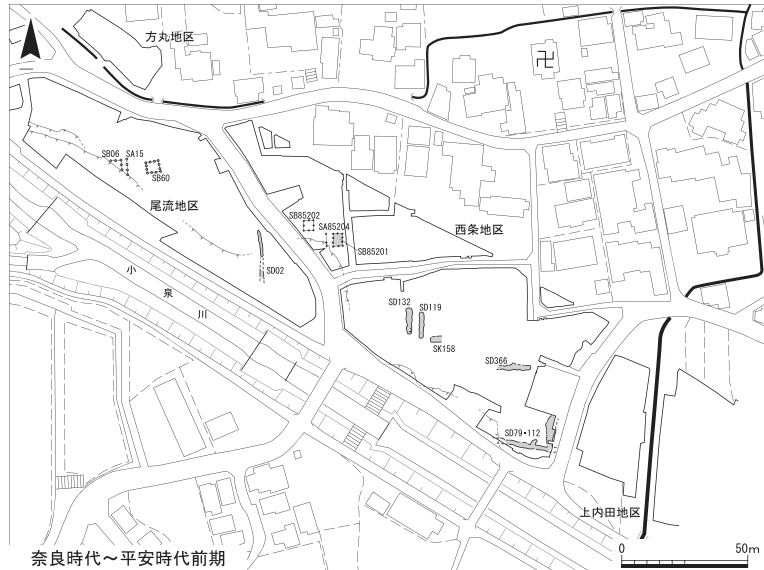 方丸地区
卍
SB06 SA15
SB60
尾流地区
SB85202
SA85204
SB85201
西条地区
SD02
小泉川
SD132 SD119
SK158
SD366
SD79・112
上内田地区
奈良時代～平安時代前期
0 50m